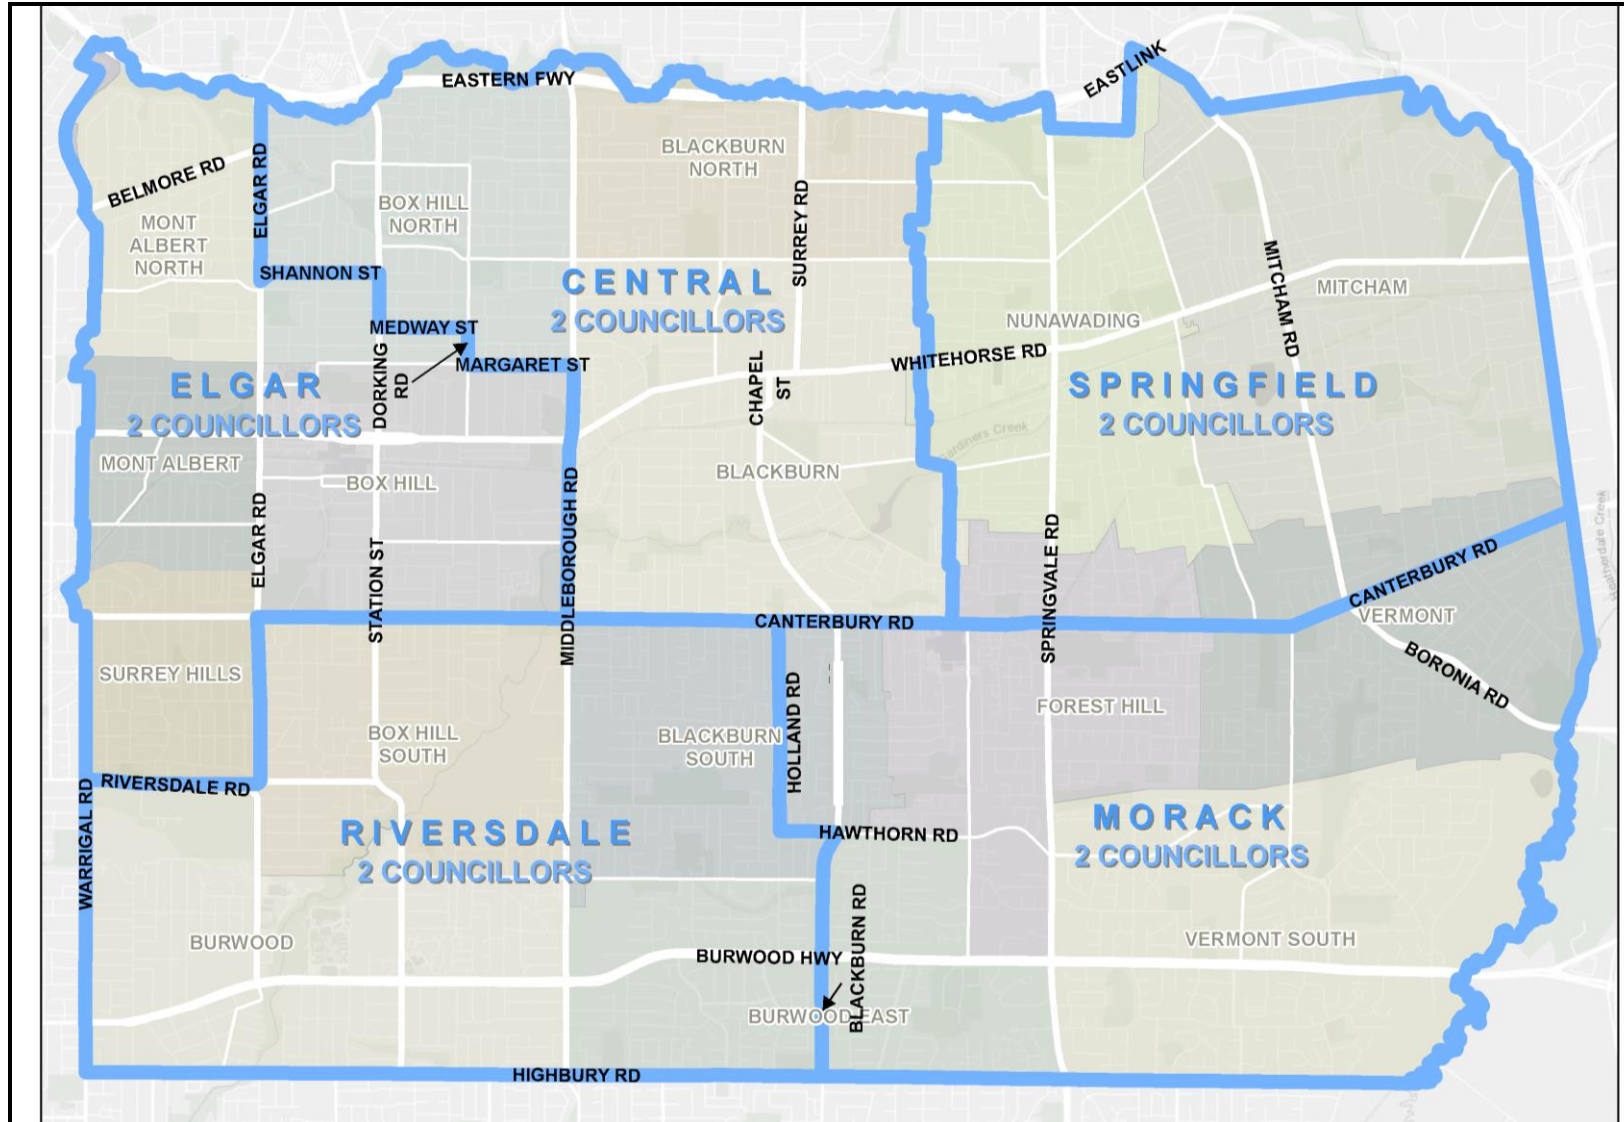 EASTERN FWY
EASTLINK
BELMORE RD
ELGAR RD
BLACKBURN
NORTH
SURREY RD
MONT
ALBERT
NORTH
BOX HILL
NORTH
SHANNON ST
CENTRAL
2 COUNCILLORS
MITCHAM RD
MITCHAM
NUNAWADING
MEDWAY ST
MARGARET ST
DORKING
RD
CHAPEL
ST
WHITEHORSE RD
ELGAR
2 COUNCILLORS
SPRINGFIELD
2 COUNCILLORS
Gardiners Creek
MONT ALBERT
BOX HILL
BLACKBURN
ELGAR RD
STATION ST
MIDDLEBOROUGH RD
SPRINGVALE RD
CANTERBURY RD
CANTERBURY RD
VERMONT
BORONIA RD
SURREY HILLS
BOX HILL
SOUTH
BLACKBURN
SOUTH
HOLLAND RD
FOREST HILL
RIVERSDALE RD
WARRIGAL RD
RIVERSDALE
2 COUNCILLORS
HAWTHORN RD
MORACK
2 COUNCILLORS
BURWOOD
BURWOOD HWY
BLACKBURN RD
VERMONT SOUTH
BURWOOD EAST
HIGHBURY RD